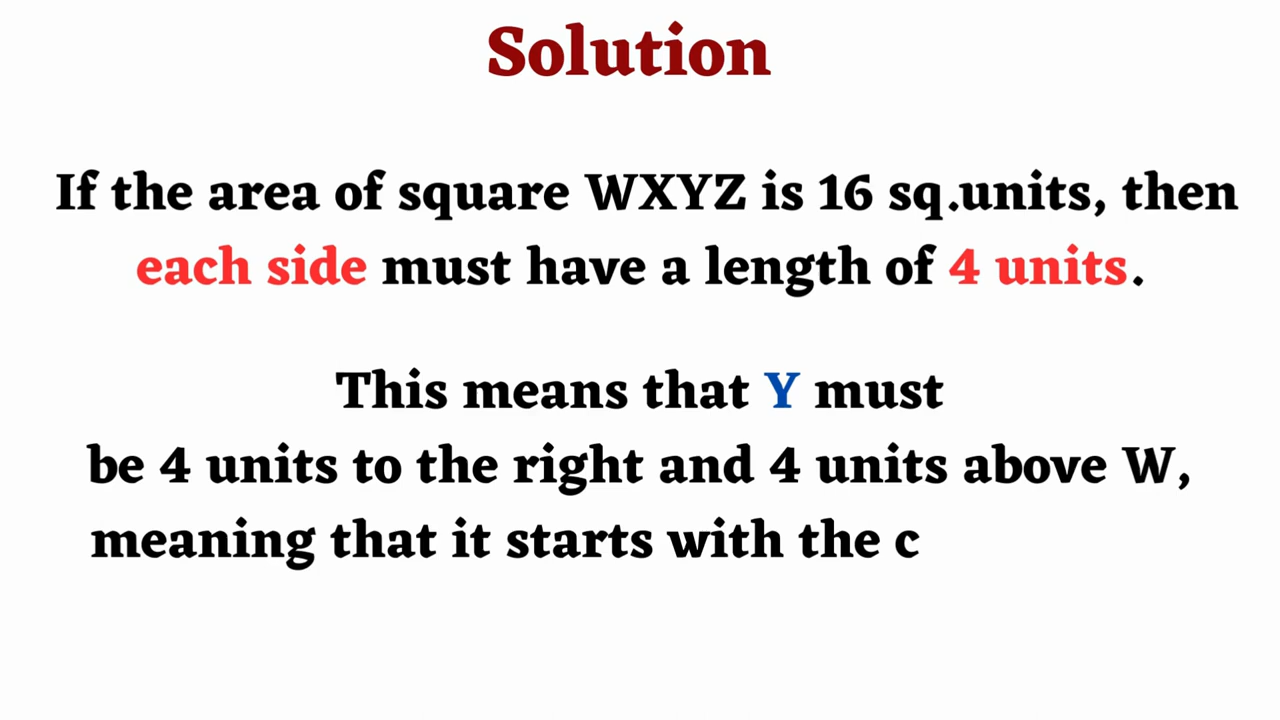 Solution
If the area of square WXYZ is 16 sq.units, then
each side must have a length of 4 units.
This means that Y must
be 4 units to the right and 4 units above W,
meaning that it starts with the c